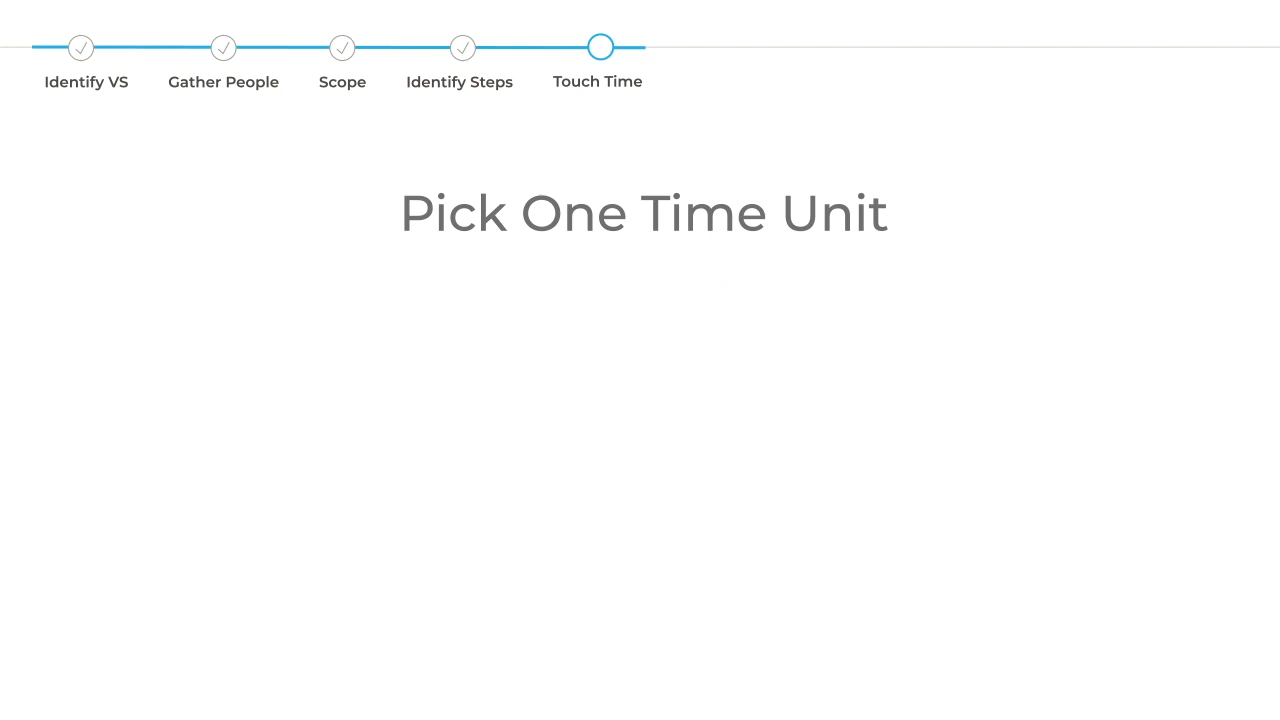 Identify VS
Gather People
Scope
Identify Steps
Touch Time
Pick One Time Unit